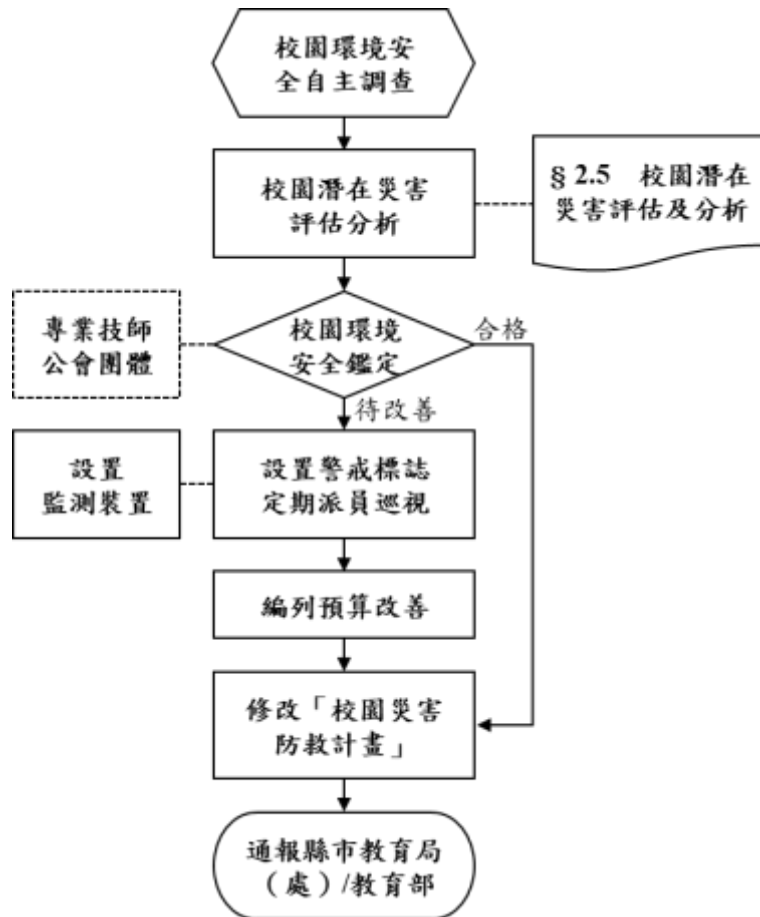 校園環境安
全自主調查
校園潛在災害
評估分析
§ 2.5 校園潛在
災害評估及分析
專業技師
公會團體
校園環境
安全鑑定
合格
待改善
設置
監測裝置
設置警戒標誌
定期派員巡視
編列預算改善
修改「校園災害
防救計畫」
通報縣市教育局
（處）/教育部